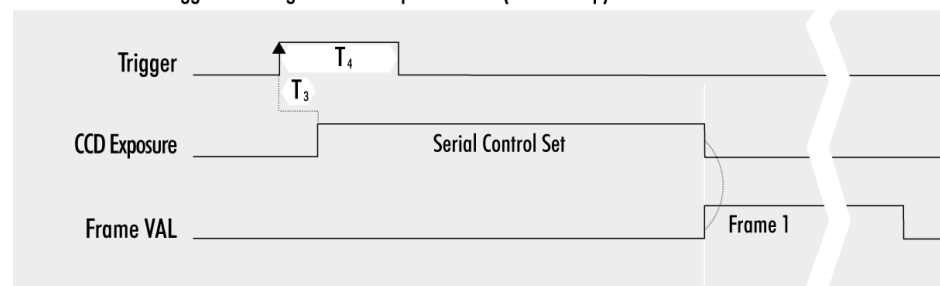 Trigger
T4
T3
CCD Exposure
Serial Control Set
Frame VAL
Frame 1